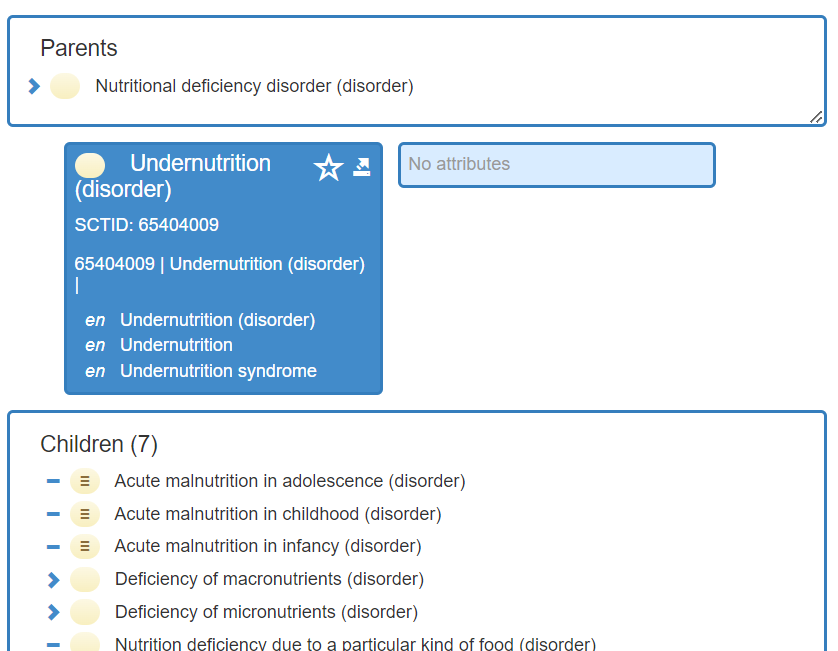 Parents
Nutritional deficiency disorder (disorder)
Undernutrition
(disorder)
No attributes
SCTID: 65404009
65404009 | Undernutrition (disorder)
|
en Undernutrition (disorder)
en Undernutrition
en Undernutrition syndrome
Children (7)
Acute malnutrition in adolescence (disorder)
Acute malnutrition in childhood (disorder)
Acute malnutrition in infancy (disorder)
Deficiency of macronutrients (disorder)
Deficiency of micronutrients (disorder)
Nutrition deficiency due to a particular kind of food (disorder)